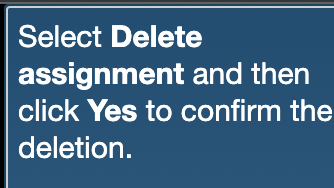 Select Delete
assignment and then
click Yes to confirm the
deletion.